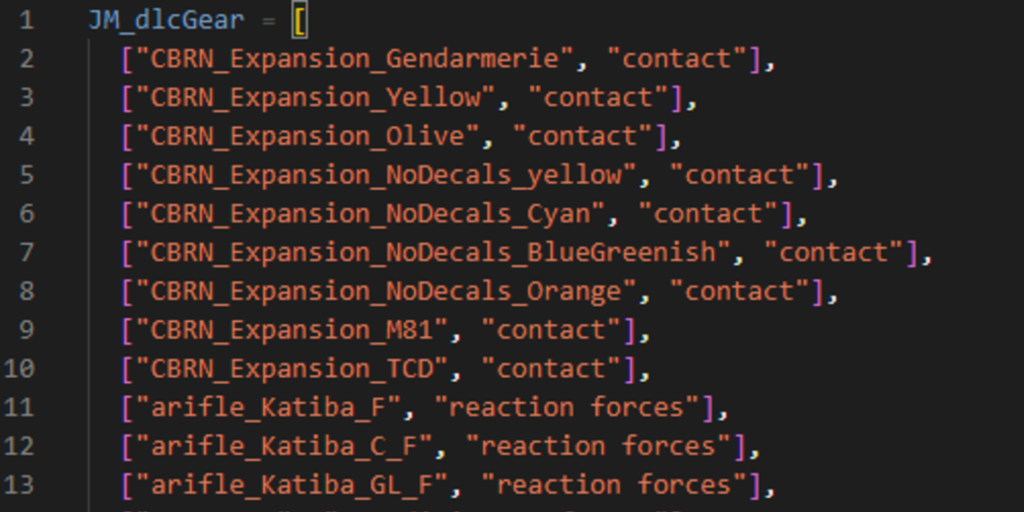 1 JM_dlcGear = [
2 ["CBRN_Expansion_Gendarmerie", "contact"],
3 ["CBRN_Expansion_Yellow", "contact"],
4 ["CBRN_Expansion_Olive", "contact"],
5 ["CBRN_Expansion_NoDecals_yellow", "contact"],
6 ["CBRN_Expansion_NoDecals_Cyan", "contact"],
7 ["CBRN_Expansion_NoDecals_BlueGreenish", "contact"],
8 ["CBRN_Expansion_NoDecals_Orange", "contact"],
9 ["CBRN_Expansion_M81", "contact"],
10 ["CBRN_Expansion_TCD", "contact"],
11 ["arifle_Katiba_F", "reaction forces"],
12 ["arifle_Katiba_C_F", "reaction forces"],
13 ["arifle_Katiba_GL_F", "reaction forces"],